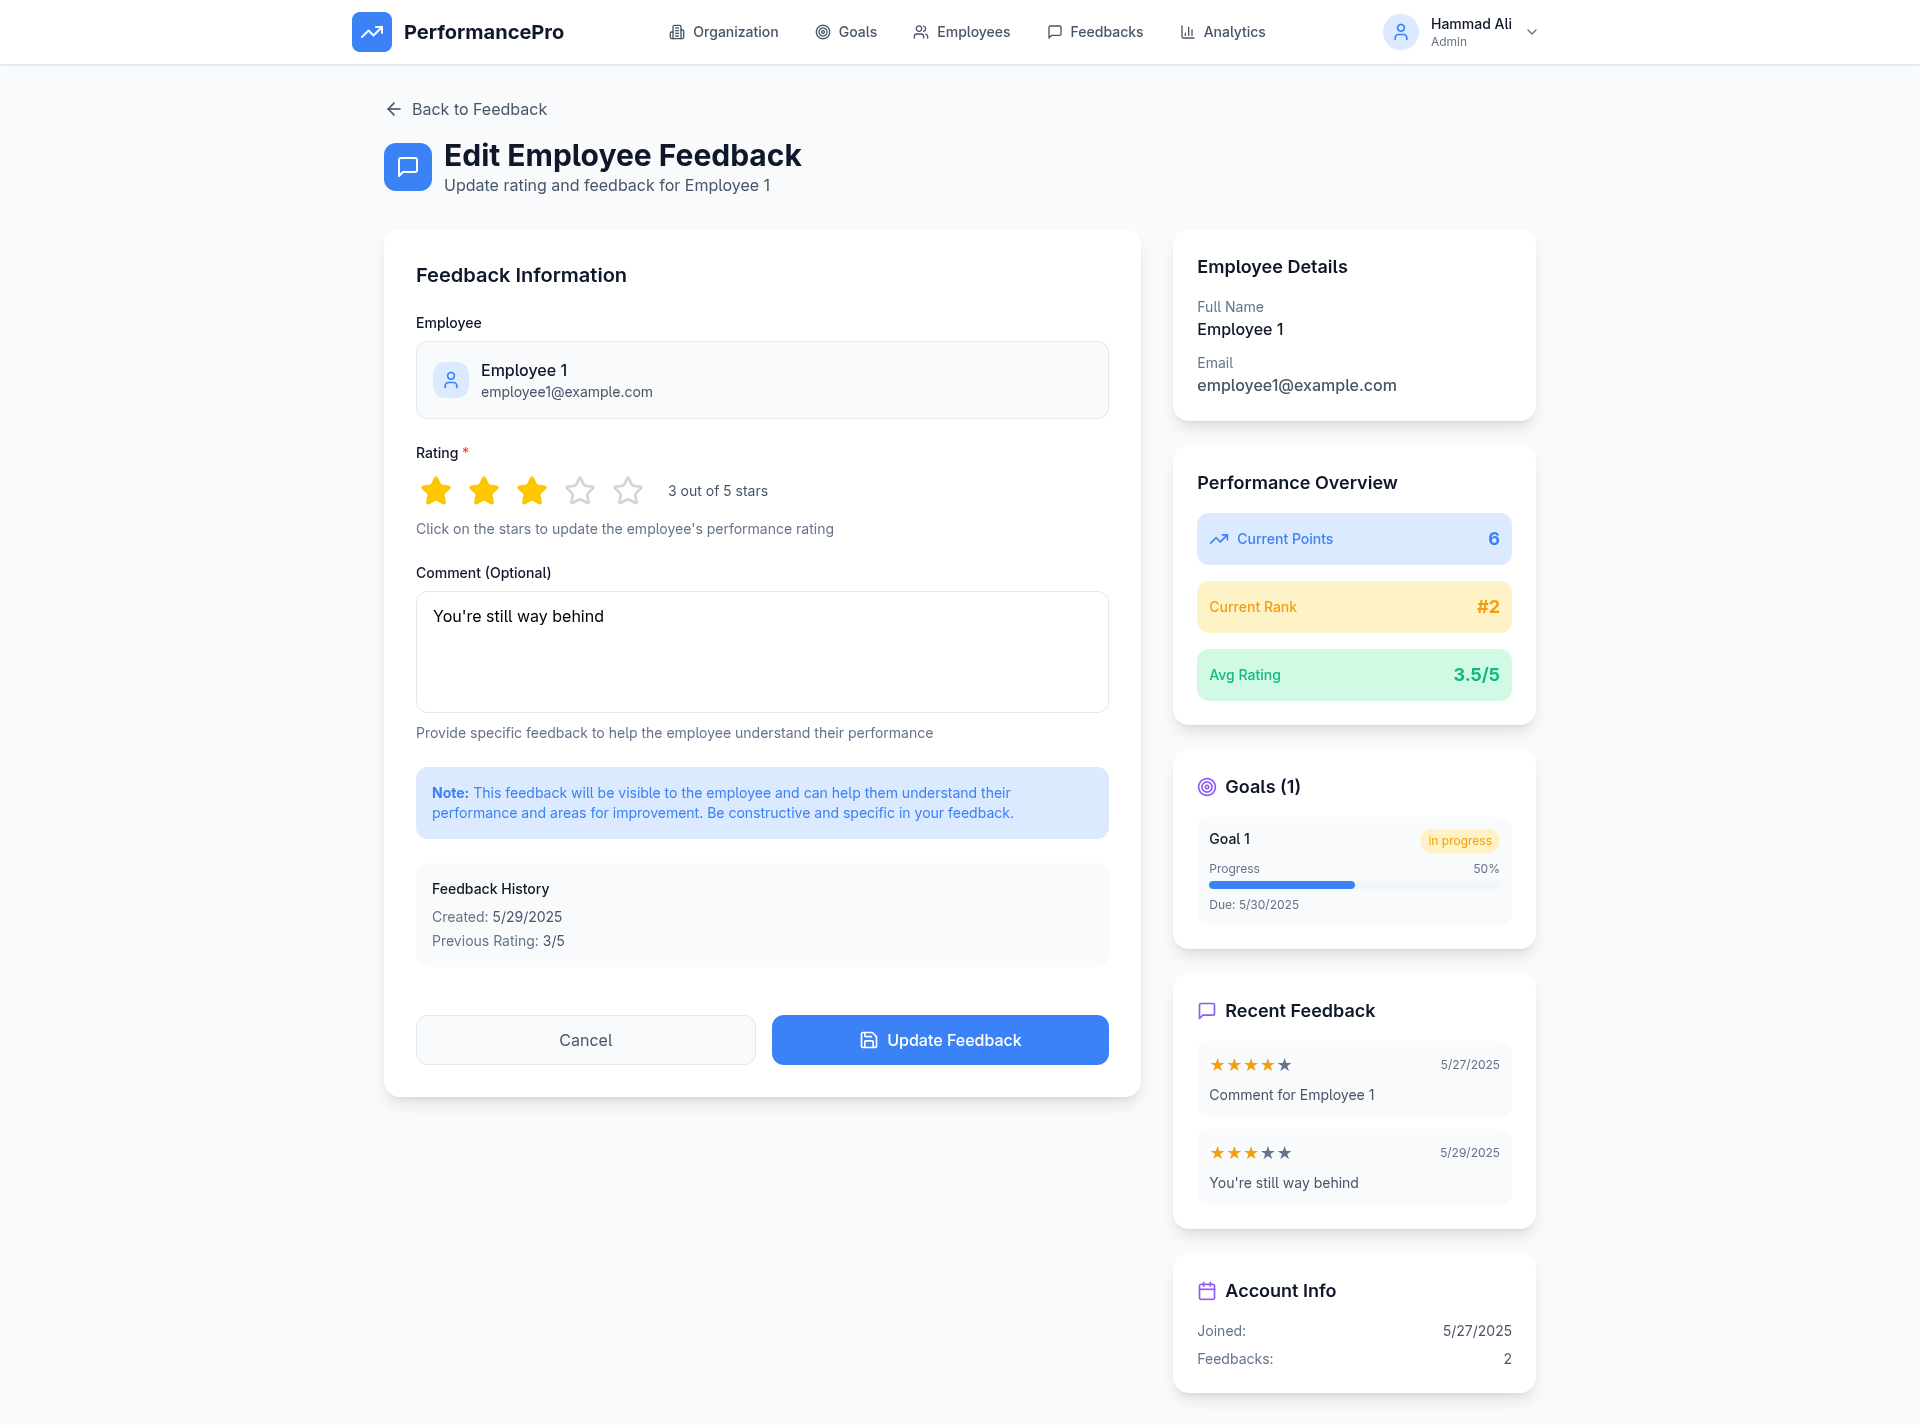 PerformancePro
Organization
Goals
Employees
Feedbacks
Analytics
Hammad Ali
Admin
Back to Feedback
Edit Employee Feedback
Update rating and feedback for Employee 1
Feedback Information
Employee
Employee 1
employee1@example.com
Rating *
3 out of 5 stars
Click on the stars to update the employee's performance rating
Comment (Optional)
You're still way behind
Provide specific feedback to help the employee understand their performance
Note: This feedback will be visible to the employee and can help them understand their
performance and areas for improvement. Be constructive and specific in your feedback.
Feedback History
Created: 5/29/2025
Previous Rating: 3/5
Cancel
Update Feedback
Employee Details
Full Name
Employee 1
Email
employee1@example.com
Performance Overview
Current Points 6
Current Rank #2
Avg Rating 3.5/5
Goals (1)
Goal 1 In progress
Progress 50%
Due: 5/30/2025
Recent Feedback
★★★★★ 5/27/2025
Comment for Employee 1
★★★★★ 5/29/2025
You're still way behind
Account Info
Joined: 5/27/2025
Feedbacks: 2